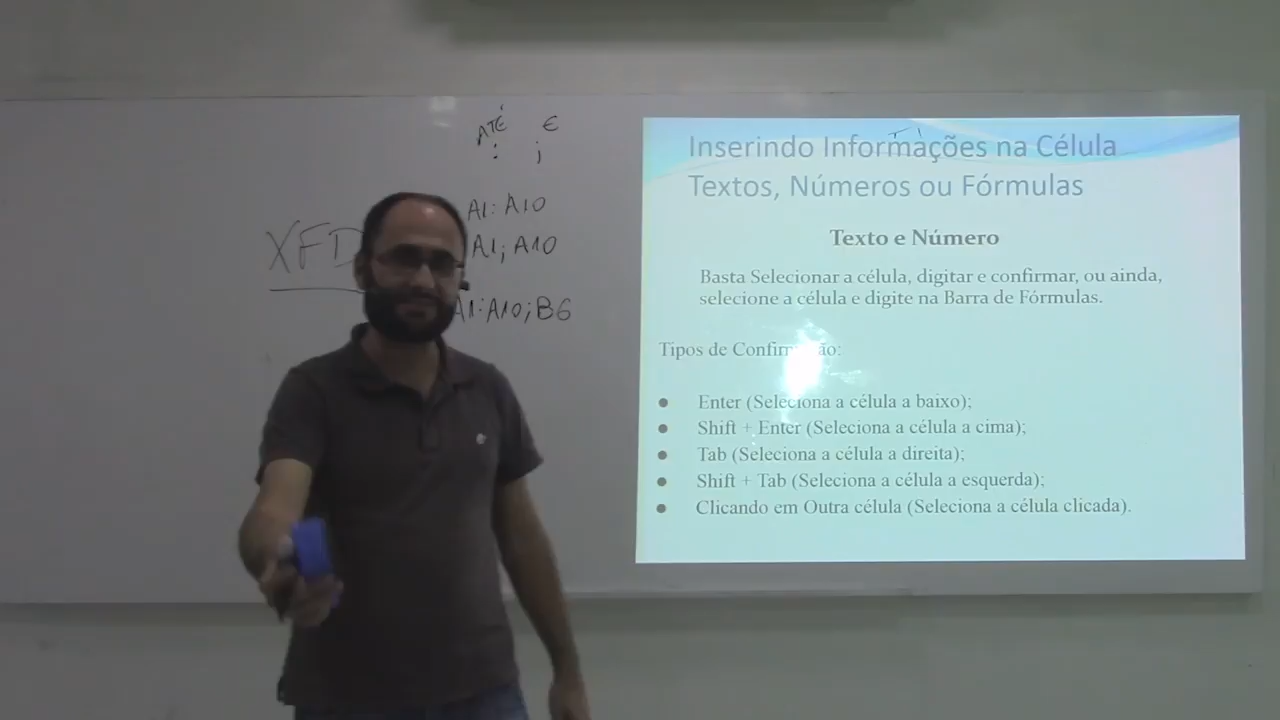 ATÉ E
: ;
A1:A10
XFD
A1;A10
A1:A10;B6
Inserindo Informações na Célula
Textos, Números ou Fórmulas
Texto e Número
Basta Selecionar a célula, digitar e confirmar, ou ainda,
selecione a célula e digite na Barra de Fórmulas.
Tipos de Confirmação:
• Enter (Seleciona a célula a baixo);
• Shift + Enter (Seleciona a célula a cima);
• Tab (Seleciona a célula a direita);
• Shift + Tab (Seleciona a célula a esquerda);
• Clicando em Outra célula (Seleciona a célula clicada).